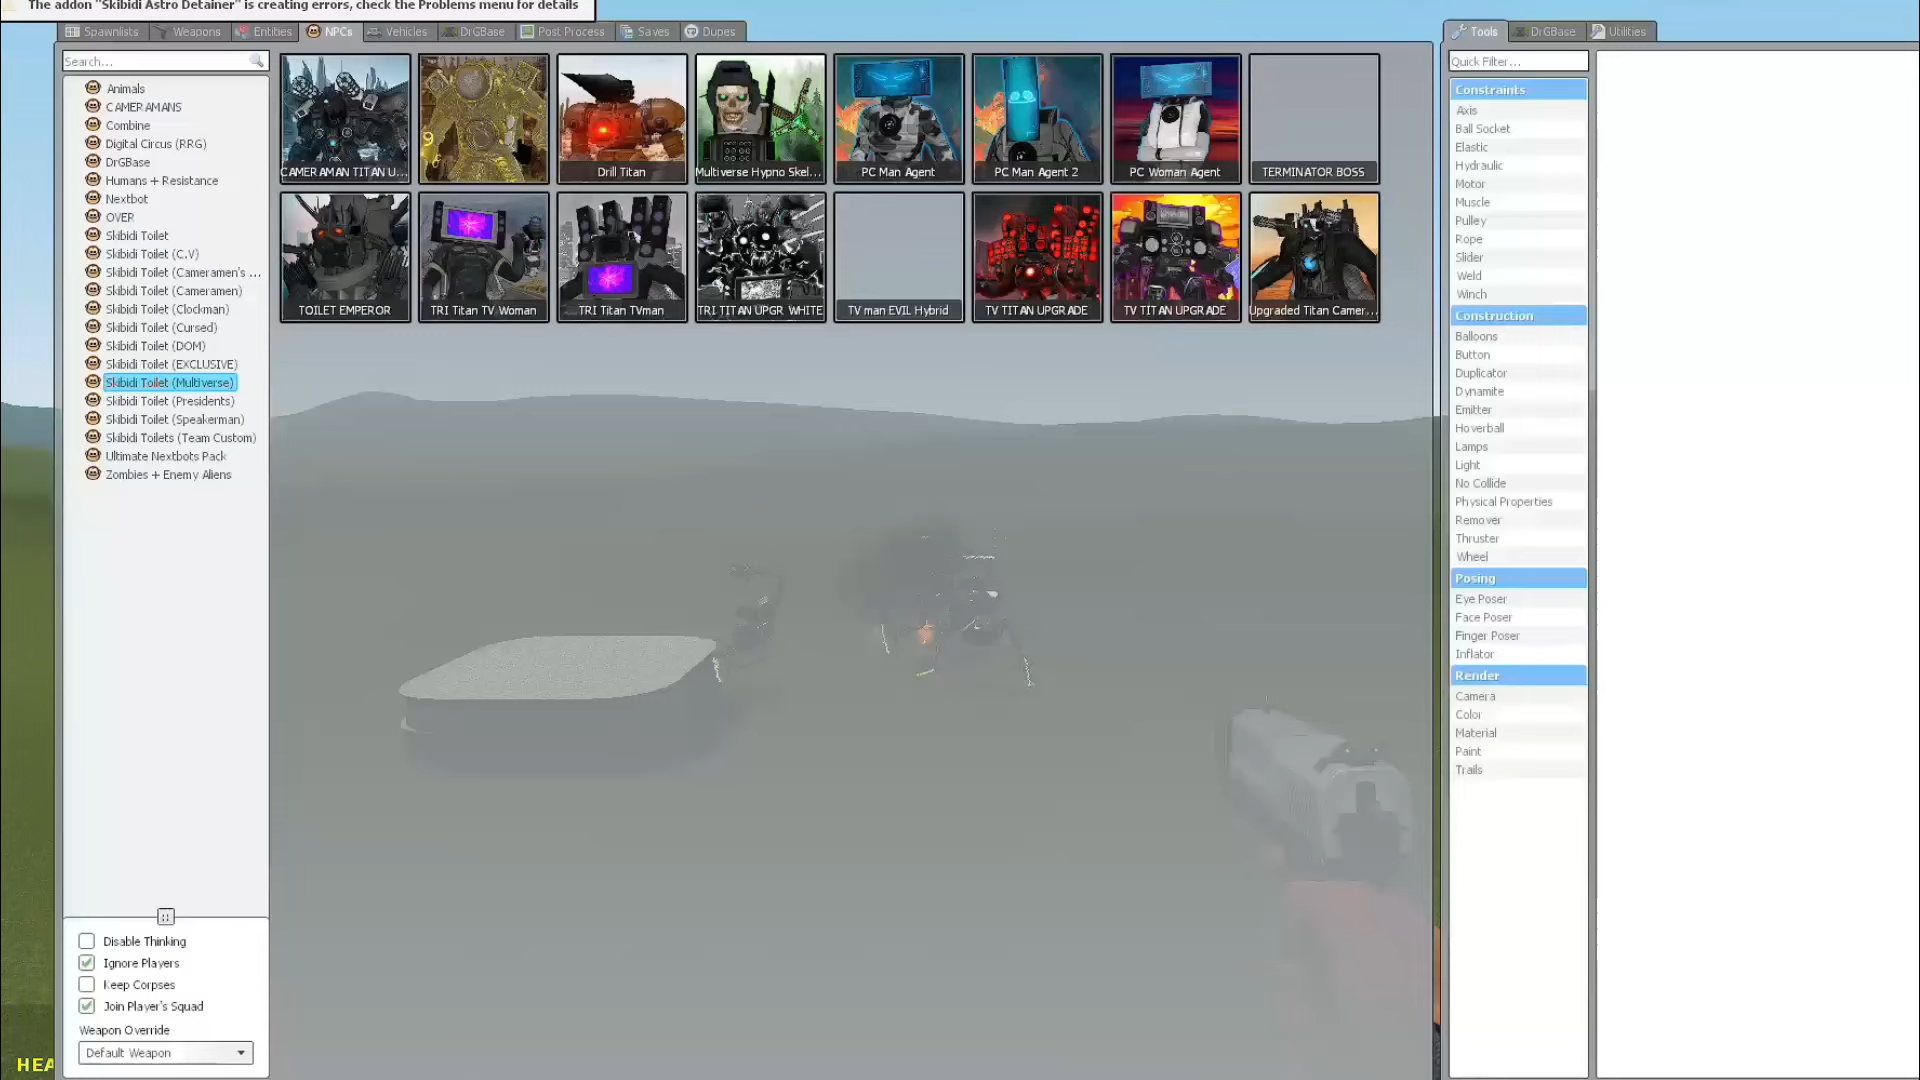 The addon "Skibidi Astro Detainer" is creating errors, check the Problems menu for details
Spawnlists
Weapons
Entities
NPCs
Vehicles
DrGBase
Post Process
Saves
Dupes
Search...
Animals
CAMERAMANS
Combine
Digital Circus (RRG)
DrGBase
Humans + Resistance
Nextbot
OVER
Skibidi Toilet
Skibidi Toilet (C.V)
Skibidi Toilet (Cameramen's ...
Skibidi Toilet (Cameramen)
Skibidi Toilet (Clockman)
Skibidi Toilet (Cursed)
Skibidi Toilet (DOM)
Skibidi Toilet (EXCLUSIVE)
Skibidi Toilet (Multiverse)
Skibidi Toilet (Presidents)
Skibidi Toilet (Speakerman)
Skibidi Toilets (Team Custom)
Ultimate Nextbots Pack
Zombies + Enemy Aliens
Disable Thinking
Ignore Players
Keep Corpses
Join Player's Squad
Weapon Override
Default Weapon
HEA
CAMERAMAN TITAN U...
Drill Titan
Multiverse Hypno Skel...
PC Man Agent
PC Man Agent 2
PC Woman Agent
TERMINATOR BOSS
TOILET EMPEROR
TRI Titan TV Woman
TRI Titan TVman
TRI TITAN UPGR WHITE
TV man EVIL Hybrid
TV TITAN UPGRADE
TV TITAN UPGRADE
Upgraded Titan Camer...
Tools
DrGBase
Utilities
Quick Filter...
Constraints
Axis
Ball Socket
Elastic
Hydraulic
Motor
Muscle
Pulley
Rope
Slider
Weld
Winch
Construction
Balloons
Button
Duplicator
Dynamite
Emitter
Hoverball
Lamps
Light
No Collide
Physical Properties
Remover
Thruster
Wheel
Posing
Eye Poser
Face Poser
Finger Poser
Inflator
Render
Camera
Color
Material
Paint
Trails